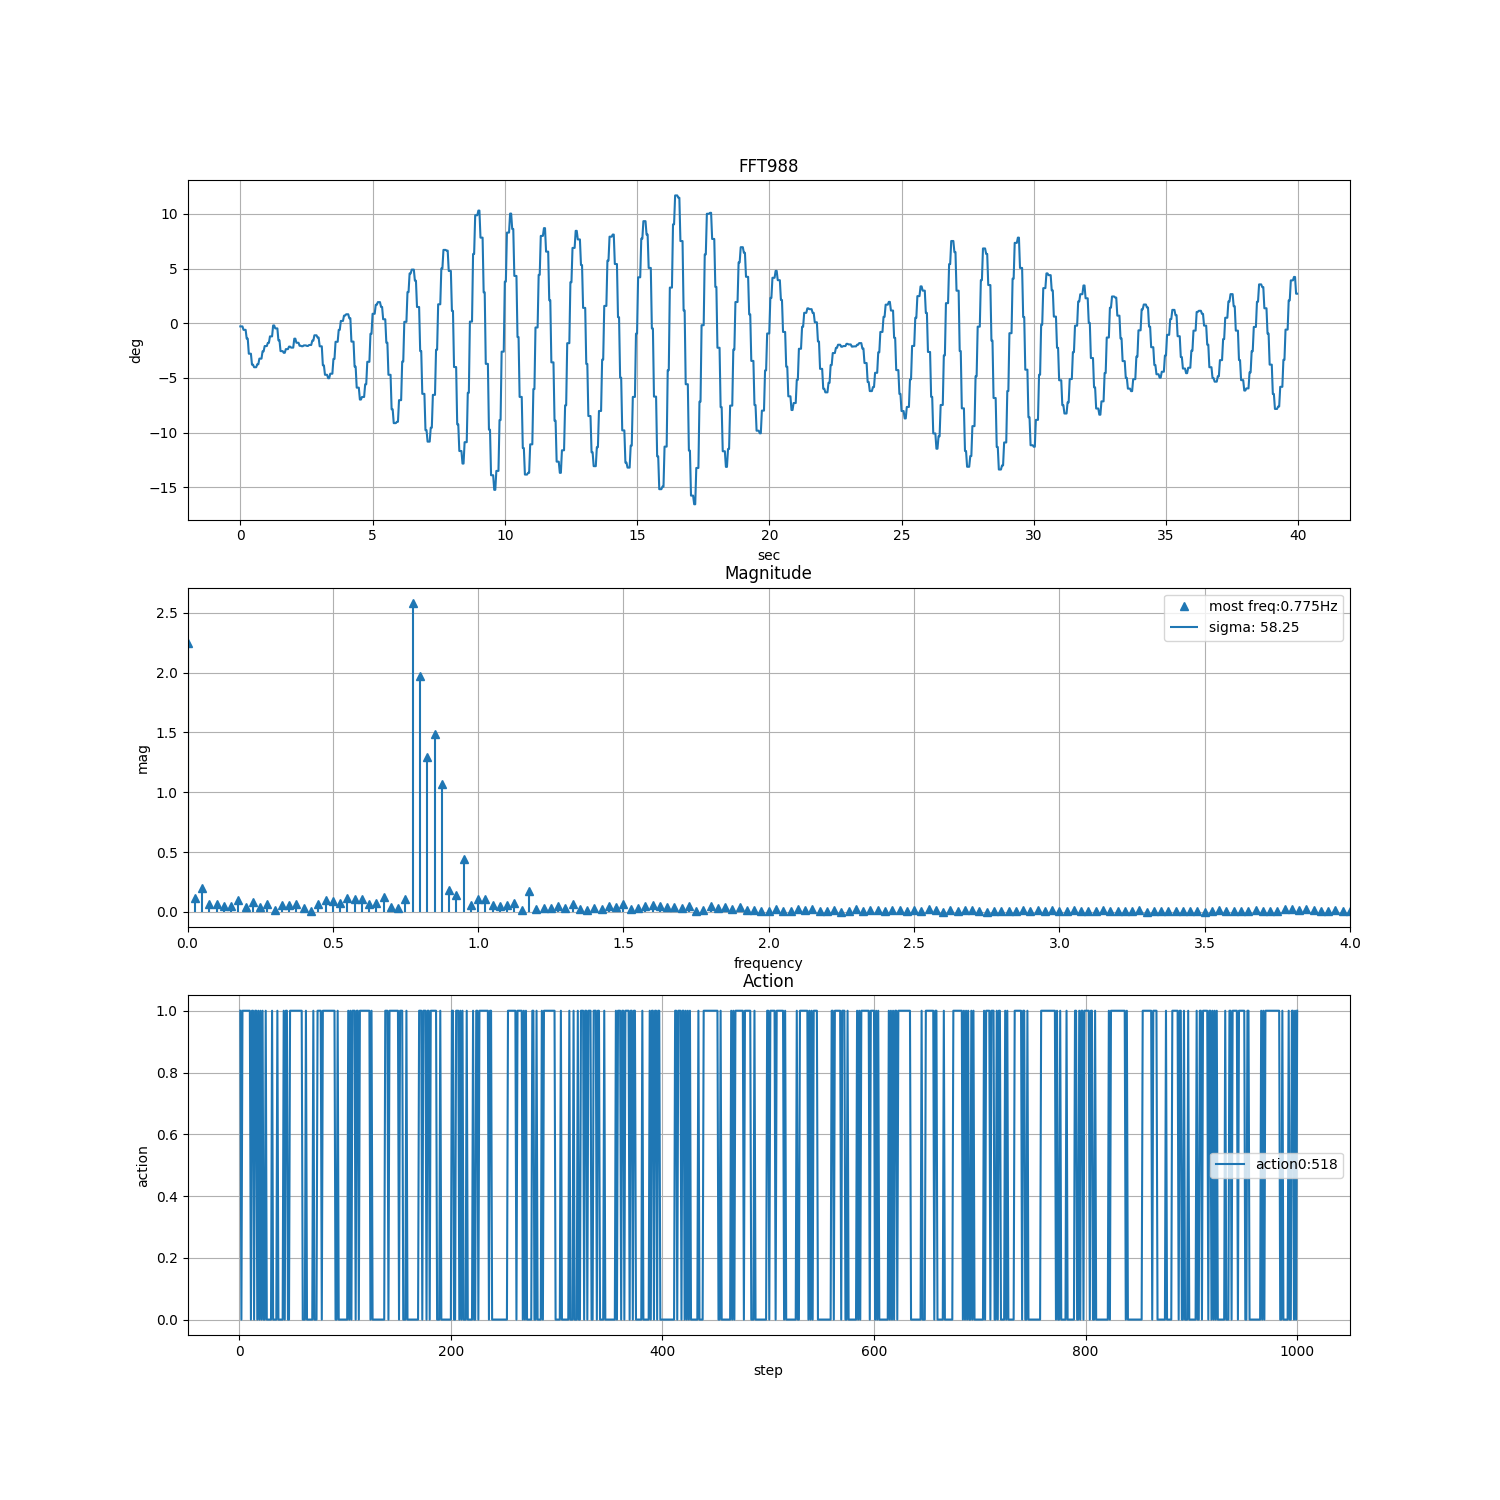 FFT988
10
5
0
−5
−10
−15
deg
0 5 10 15 20 25 30 35 40
sec
Magnitude
most freq:0.775Hz
sigma: 58.25
2.5
2.0
1.5
1.0
0.5
0.0
mag
0.0 0.5 1.0 1.5 2.0 2.5 3.0 3.5 4.0
frequency
Action
1.0
0.8
0.6
0.4
0.2
0.0
action
action0:518
0 200 400 600 800 1000
step